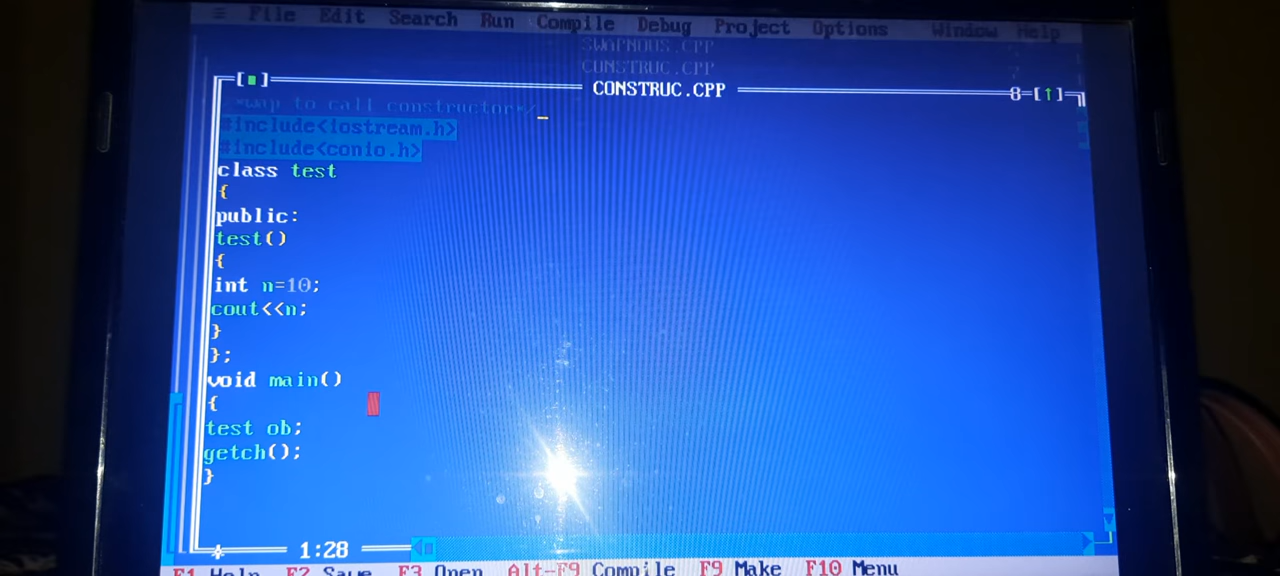 ≡ File Edit Search Run Compile Debug Project Options Window Help
SWAPNOUS.CPP
CUNSTRUC.CPP
[■] CONSTRUC.CPP 8=[↑]
/*wap to call constructor*/
#include<iostream.h>
#include<conio.h>
class test
{
public:
test()
{
int n=10;
cout<<n;
}
};
void main()
{
test ob;
getch();
}
1:28
F1 Help F2 Save F3 Open Alt-F9 Compile F9 Make F10 Menu